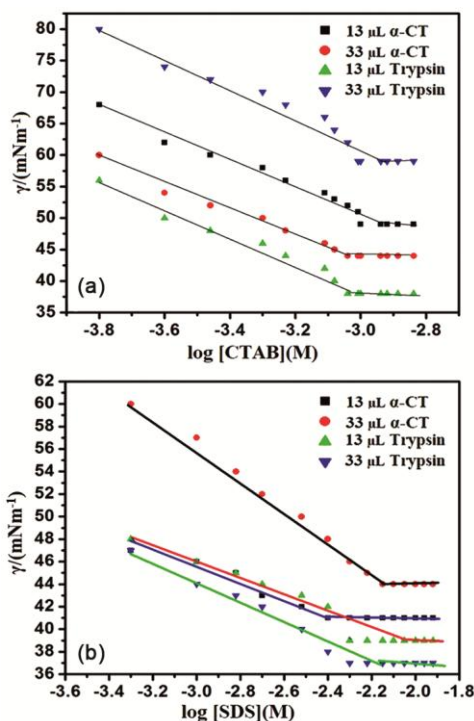 80
75
70
65
60
55
50
45
40
35
γ/(mNm⁻¹)
13 μL α-CT
33 μL α-CT
13 μL Trypsin
33 μL Trypsin
(a)
-3.8 -3.6 -3.4 -3.2 -3.0 -2.8
log [CTAB](M)
62
60
58
56
54
52
50
48
46
44
42
40
38
36
γ/(mNm⁻¹)
13 μL α-CT
33 μL α-CT
13 μL Trypsin
33 μL Trypsin
(b)
-3.6 -3.4 -3.2 -3.0 -2.8 -2.6 -2.4 -2.2 -2.0 -1.8
log [SDS](M)